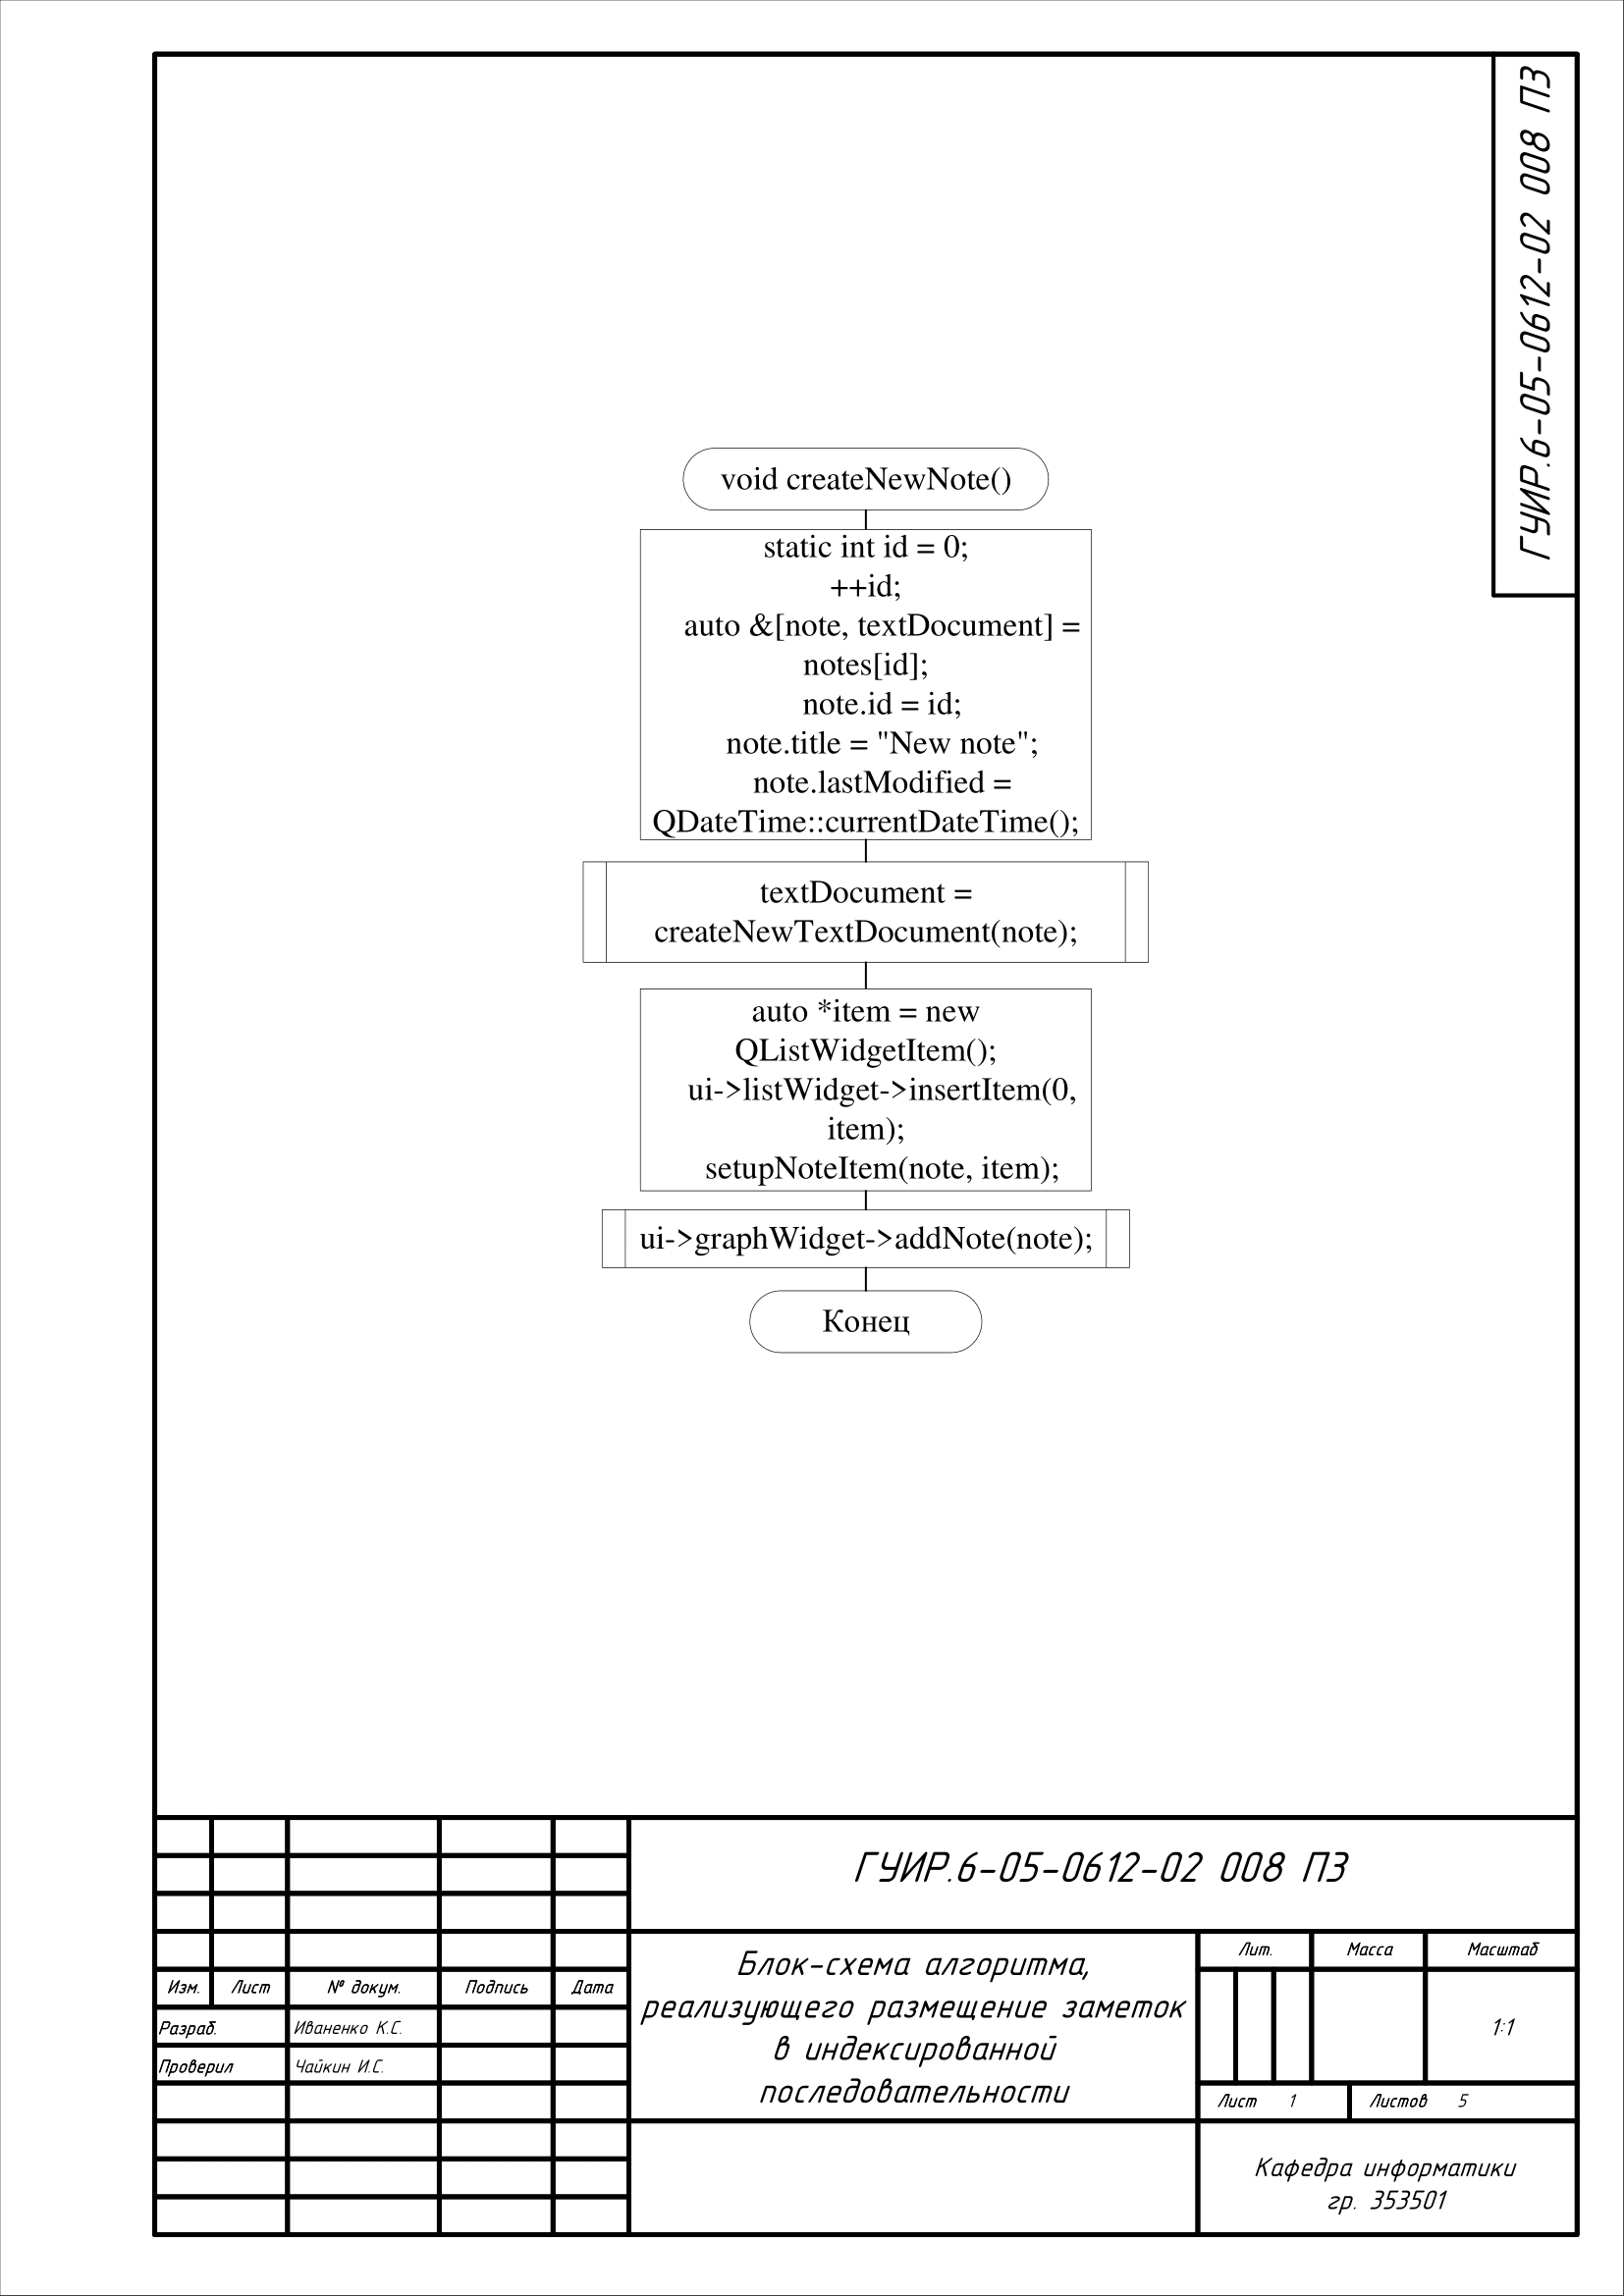 ГУИР.6-05-0612-02 008 ПЗ
void createNewNote()
static int id = 0;
++id;
auto &[note, textDocument] =
notes[id];
note.id = id;
note.title = "New note";
note.lastModified =
QDateTime::currentDateTime();
textDocument =
createNewTextDocument(note);
auto *item = new
QListWidgetItem();
ui->listWidget->insertItem(0,
item);
setupNoteItem(note, item);
ui->graphWidget->addNote(note);
Конец
ГУИР.6-05-0612-02 008 ПЗ
Блок-схема алгоритма,
реализующего размещение заметок
в индексированной
последовательности
Лит. Масса Масштаб
1:1
Лист 1 Листов 5
Изм. Лист № докум. Подпись Дата
Разраб. Иваненко К.С.
Проверил Чайкин И.С.
Кафедра информатики
гр. 353501